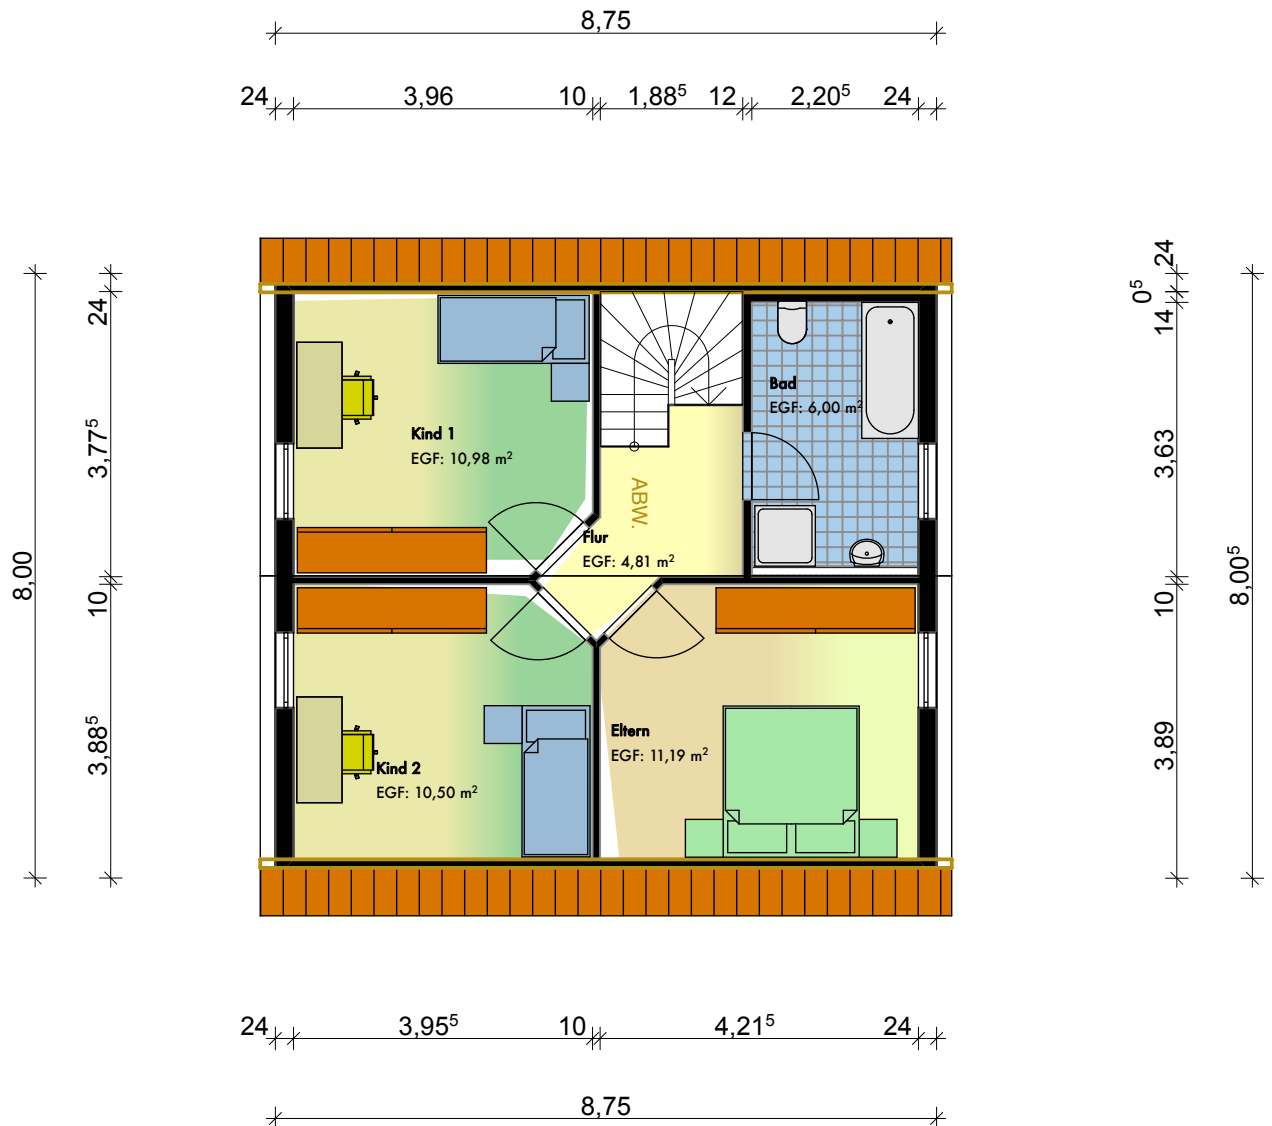 8,75
24 3,96 10 1,88⁵ 12 2,20⁵ 24
8,00
24
3,77⁵
10
3,88⁵
24
0⁵
14
3,63
10
3,89
8,00⁵
Kind 1
EGF: 10,98 m²
Bad
EGF: 6,00 m²
ABW.
Flur
EGF: 4,81 m²
Kind 2
EGF: 10,50 m²
Eltern
EGF: 11,19 m²
24 3,95⁵ 10 4,21⁵ 24
8,75